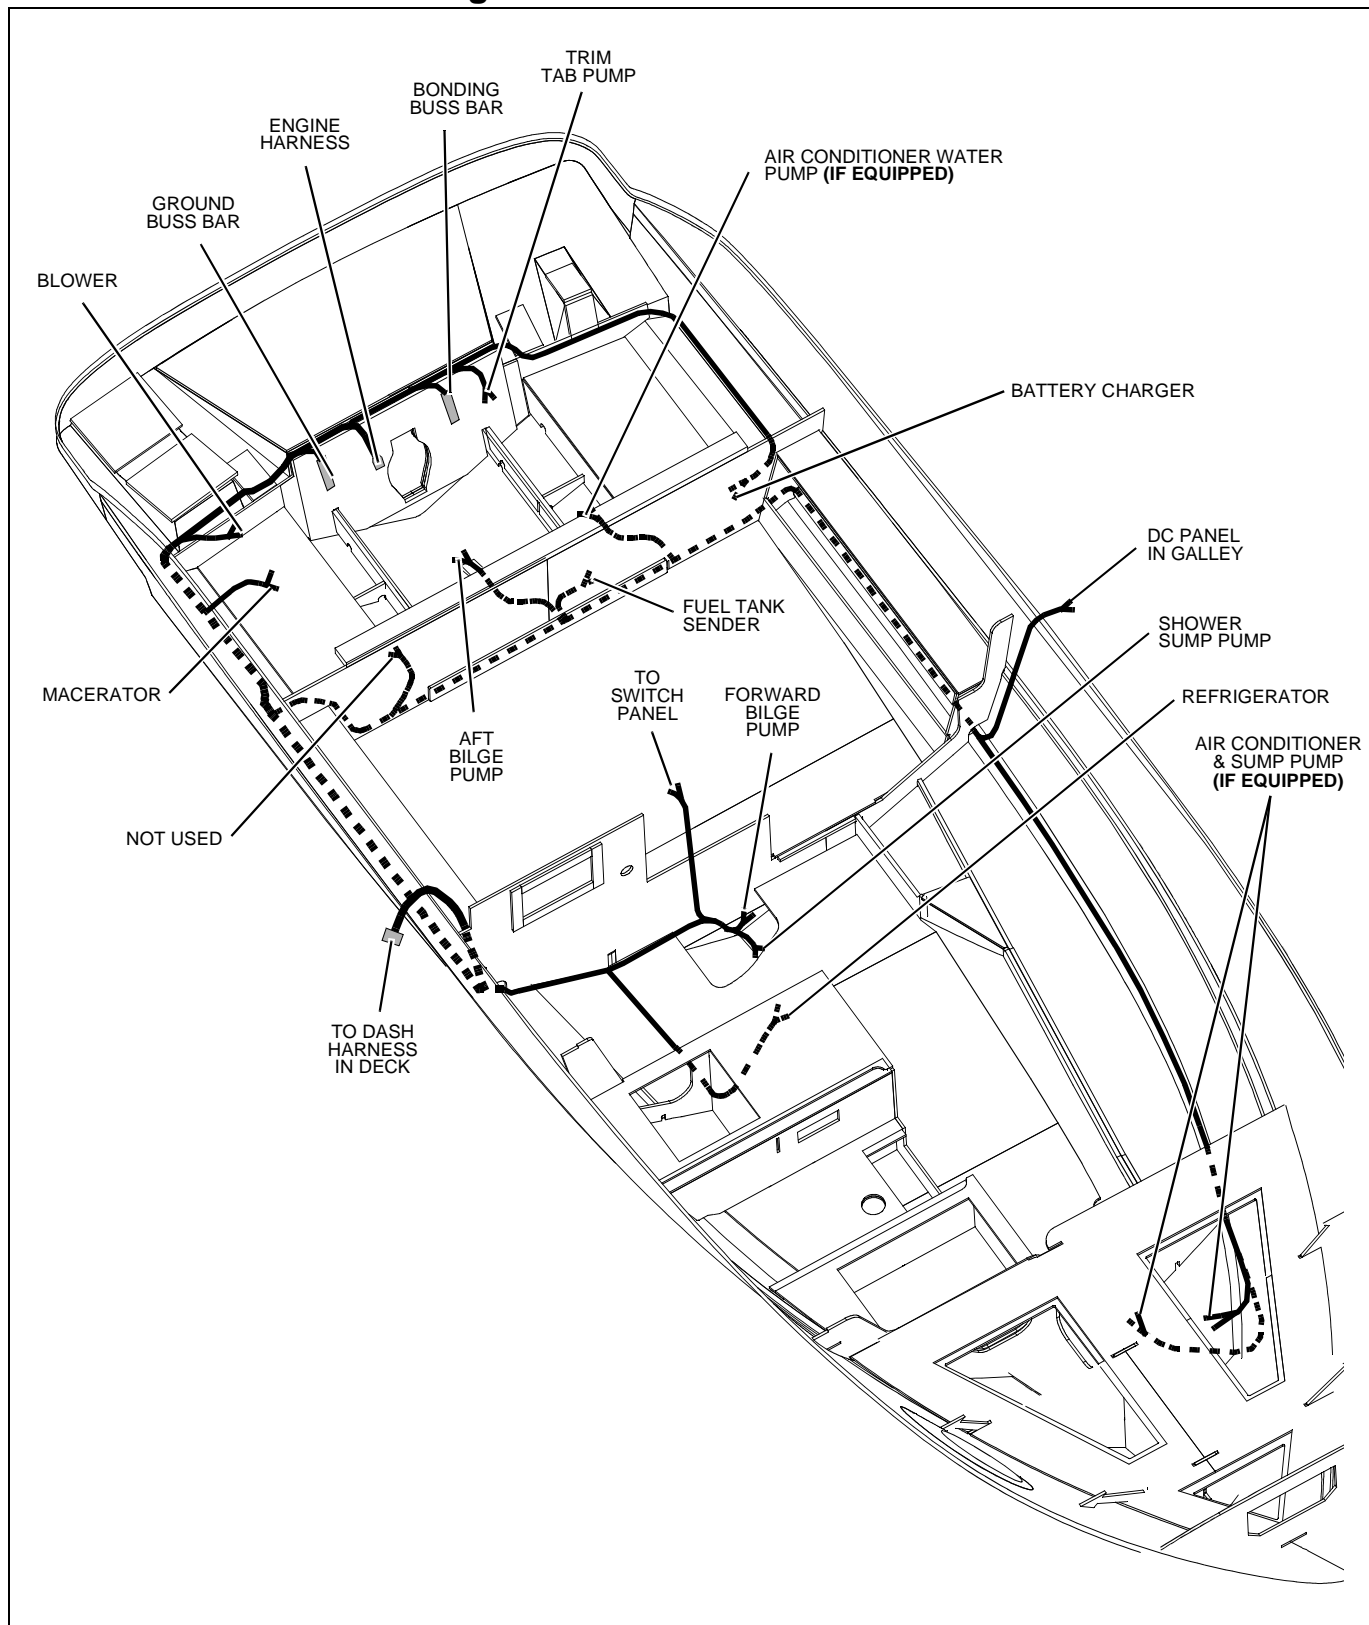 TRIM
TAB PUMP
BONDING
BUSS BAR
ENGINE
HARNESS
AIR CONDITIONER WATER
PUMP (IF EQUIPPED)
GROUND
BUSS BAR
BLOWER
BATTERY CHARGER
DC PANEL
IN GALLEY
FUEL TANK
SENDER
SHOWER
SUMP PUMP
MACERATOR
TO
SWITCH
PANEL
FORWARD
BILGE
PUMP
REFRIGERATOR
AFT
BILGE
PUMP
AIR CONDITIONER
& SUMP PUMP
(IF EQUIPPED)
NOT USED
TO DASH
HARNESS
IN DECK